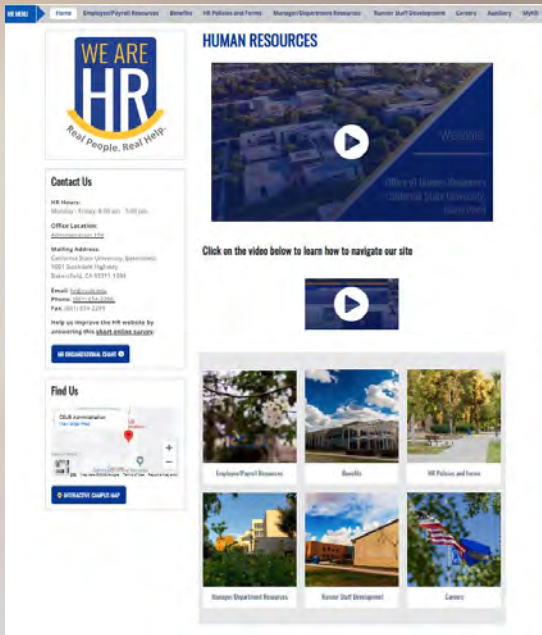 HR MENU
Home Employee/Payroll Resources Benefits HR Policies and Forms Manager/Department Resources Runner Staff Development Careers Auxiliary MyHR
WE ARE
HR
Real People. Real Help.
HUMAN RESOURCES
Welcome
Office of Human Resources
California State University,
Bakersfield
Contact Us
HR Hours:
Monday - Friday: 8:00 am - 5:00 pm
Office Location:
Mailing Address:
California State University, Bakersfield
9001 Stockdale Highway
Bakersfield, CA 93311-1099
Email:
Phone:
Fax:
Help us improve the HR website by
answering this short online survey.
HR ORGANIZATIONAL CHART
Click on the video below to learn how to navigate our site
Find Us
CSUB Administration
INTERACTIVE CAMPUS MAP
Employee/Payroll Resources
Benefits
HR Policies and Forms
Manager/Department Resources
Runner Staff Development
Careers